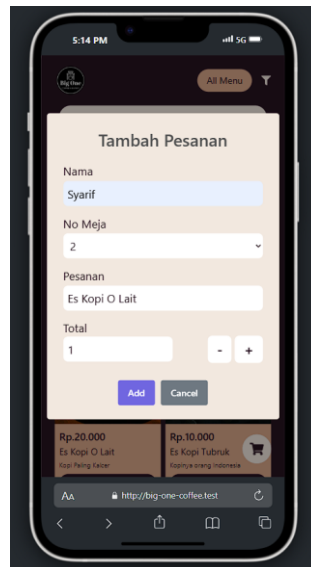 5:14 PM
5G
Big One
All Menu
Tambah Pesanan
Nama
Syarif
No Meja
2
Pesanan
Es Kopi O Lait
Total
1
-
+
Add
Cancel
Rp.20.000
Rp.10.000
Es Kopi O Lait
Es Kopi Tubruk
Kopi Paling Kalcer
Kopinya orang Indonesia
AA
http://big-one-coffee.test